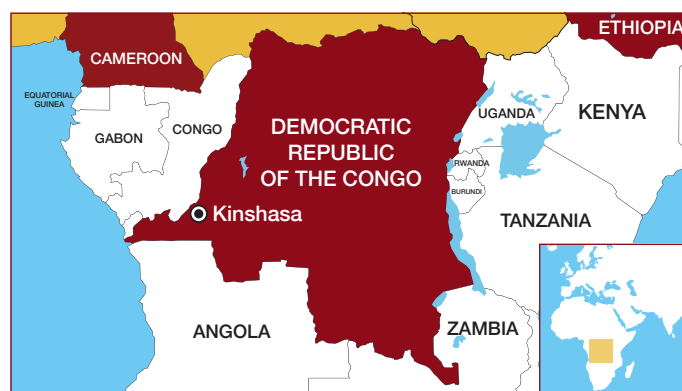 ETHIOPIA
CAMEROON
EQUATORIAL
GUINEA
GABON
CONGO
DEMOCRATIC
REPUBLIC
OF THE CONGO
UGANDA
KENYA
RWANDA
BURUNDI
Kinshasa
TANZANIA
ANGOLA
ZAMBIA